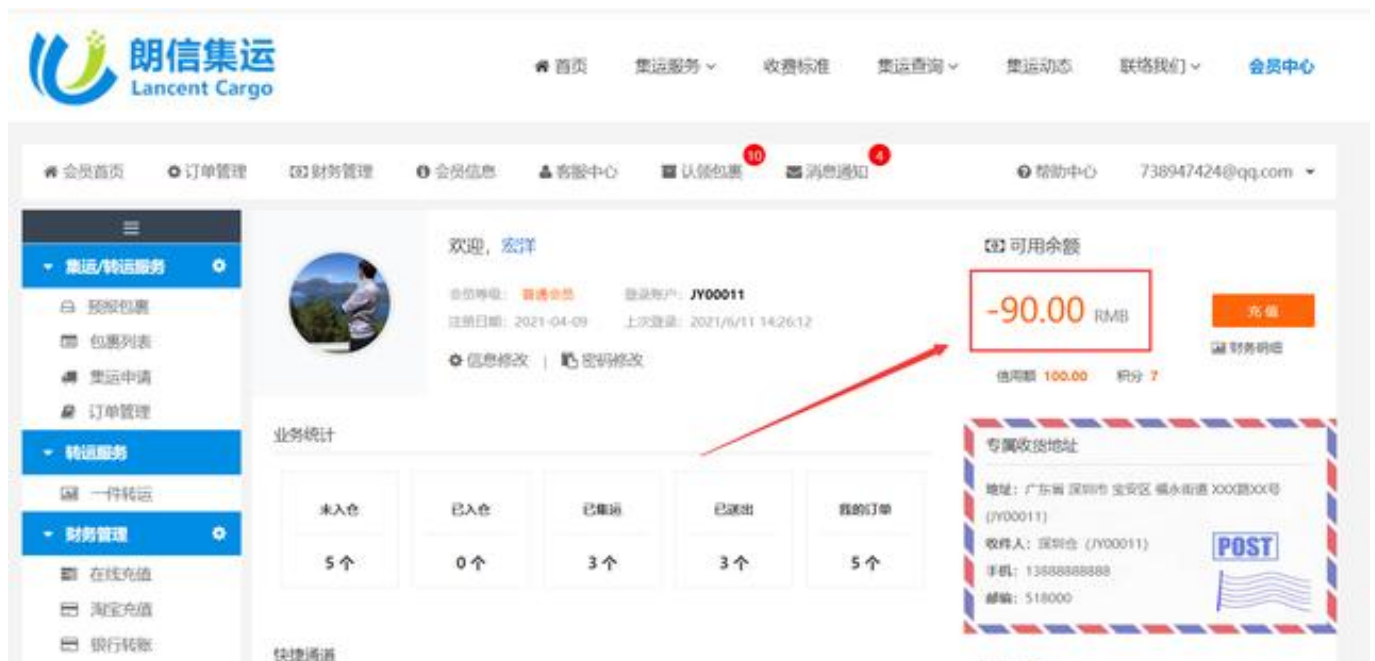 朗信集运
Lancent Cargo
首页 集运服务 收费标准 集运查询 集运动态 联络我们 会员中心
会员首页 订单管理 财务管理 会员信息 客服中心 认领包裹 10 消息通知 4 帮助中心 738947424@qq.com
集运/转运服务
预报包裹
包裹列表
集运申请
订单管理
转运服务
一件转运
财务管理
在线充值
淘宝充值
银行转账
欢迎，宏洋
会员等级：普通会员 登录账户：JY00011
注册日期：2021-04-09 上次登录：2021/6/11 14:26:12
信息修改 | 密码修改
可用余额
-90.00 RMB
充值
财务明细
信用额 100.00 积分 7
业务统计
未入仓 已入仓 已集运 已送出 我的订单
5个 0个 3个 3个 5个
专属收货地址
地址：广东省 深圳市 宝安区 福永街道 XXX路XX号
(JY00011)
收件人：深圳仓 (JY00011)
手机：13888888888
邮编：518000
POST
快捷通道